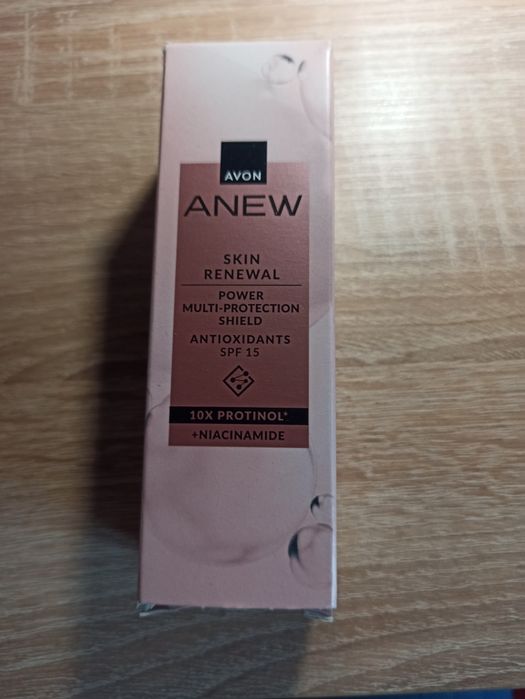 AVON
ANEW
SKIN
RENEWAL
POWER
MULTI-PROTECTION
SHIELD
ANTIOXIDANTS
SPF 15
10X PROTINOL*
+NIACINAMIDE